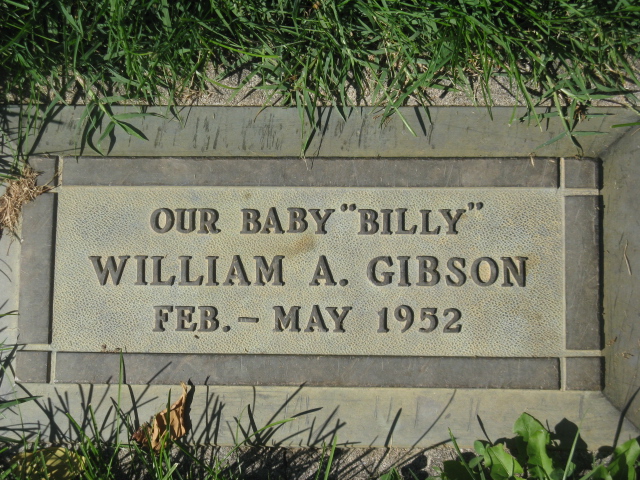 OUR BABY "BILLY"
WILLIAM A. GIBSON
FEB. – MAY 1952